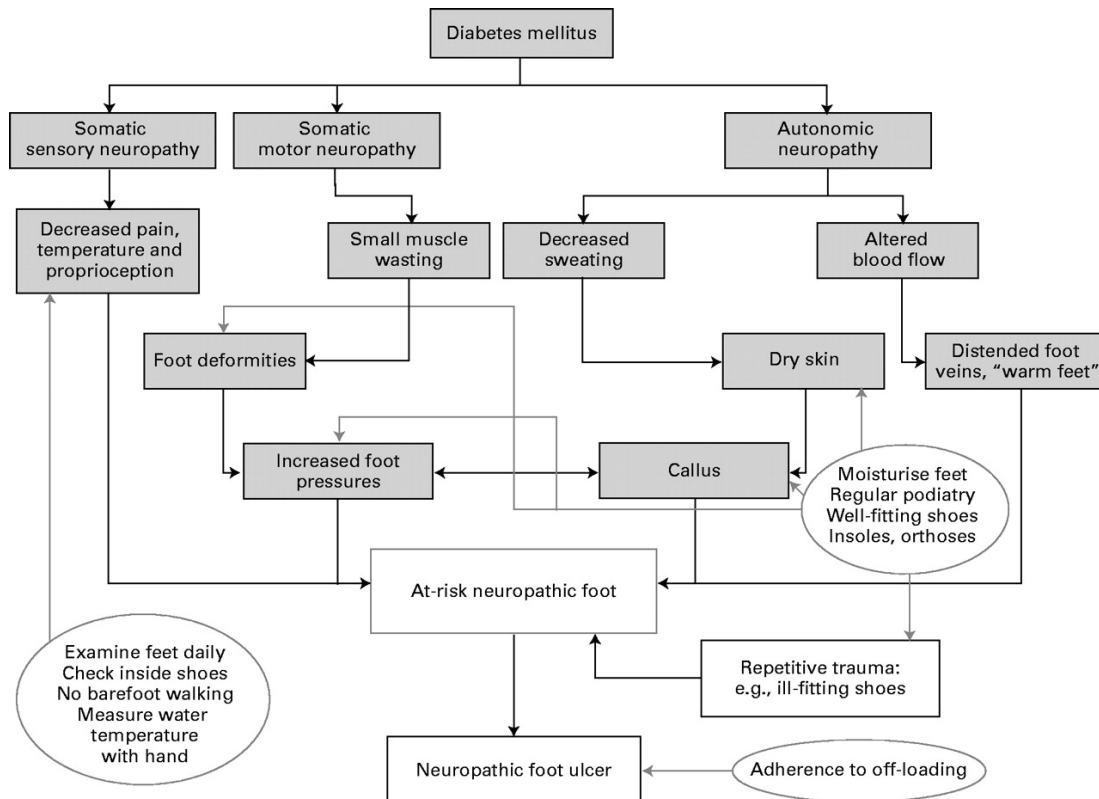 Diabetes mellitus
Somatic
sensory neuropathy
Somatic
motor neuropathy
Autonomic
neuropathy
Decreased pain,
temperature and
proprioception
Small muscle
wasting
Decreased
sweating
Altered
blood flow
Foot deformities
Dry skin
Distended foot
veins, “warm feet”
Increased foot
pressures
Callus
Moisturise feet
Regular podiatry
Well-fitting shoes
Insoles, orthoses
At-risk neuropathic foot
Examine feet daily
Check inside shoes
No barefoot walking
Measure water
temperature
with hand
Repetitive trauma:
e.g., ill-fitting shoes
Neuropathic foot ulcer
Adherence to off-loading